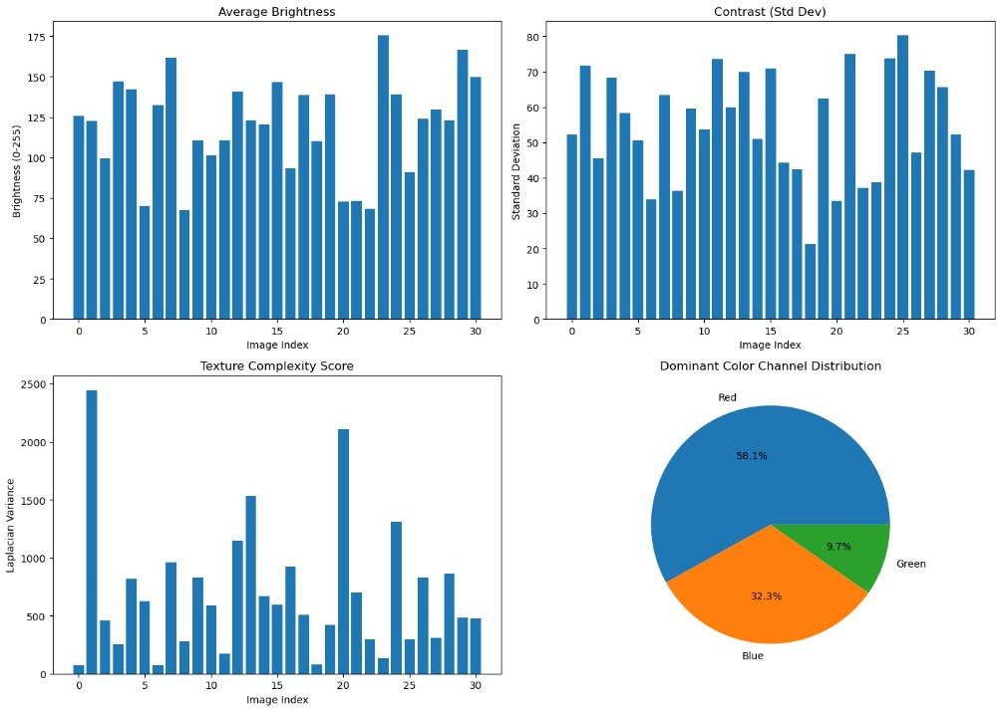 Average Brightness
175
150
125
100
75
50
25
0
Brightness (0-255)
0 5 10 15 20 25 30
Image Index
Contrast (Std Dev)
80
70
60
50
40
30
20
10
0
Standard Deviation
0 5 10 15 20 25 30
Image Index
Texture Complexity Score
2500
2000
1500
1000
500
0
Laplacian Variance
0 5 10 15 20 25 30
Image Index
Dominant Color Channel Distribution
Red
58.1%
9.7%
Green
32.3%
Blue